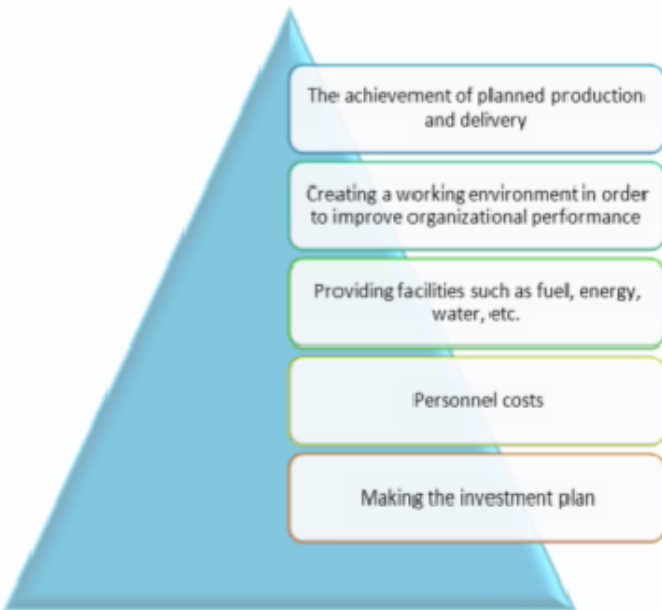 The achievement of planned production
and delivery
Creating a working environment in order
to improve organizational performance
Providing facilities such as fuel, energy,
water, etc.
Personnel costs
Making the investment plan